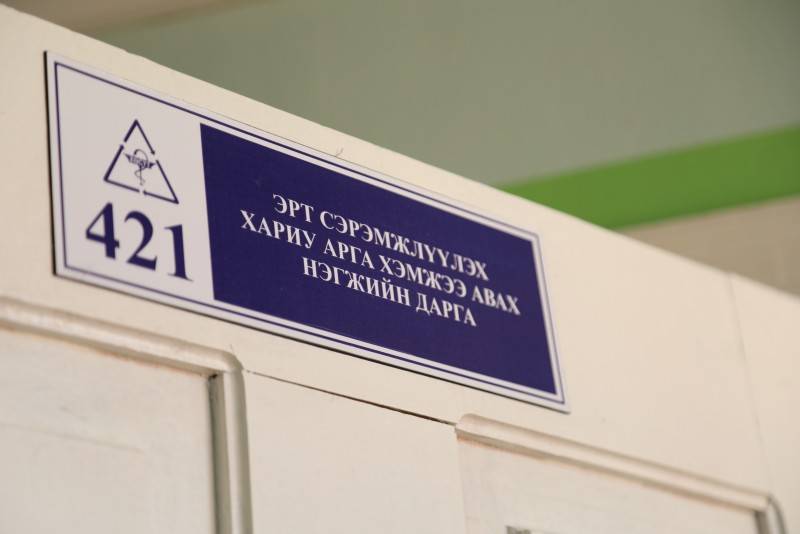 421
ЭРТ СЭРЭМЖЛҮҮЛЭХ
ХАРИУ АРГА ХЭМЖЭЭ АВАХ
НЭГЖИЙН ДАРГА